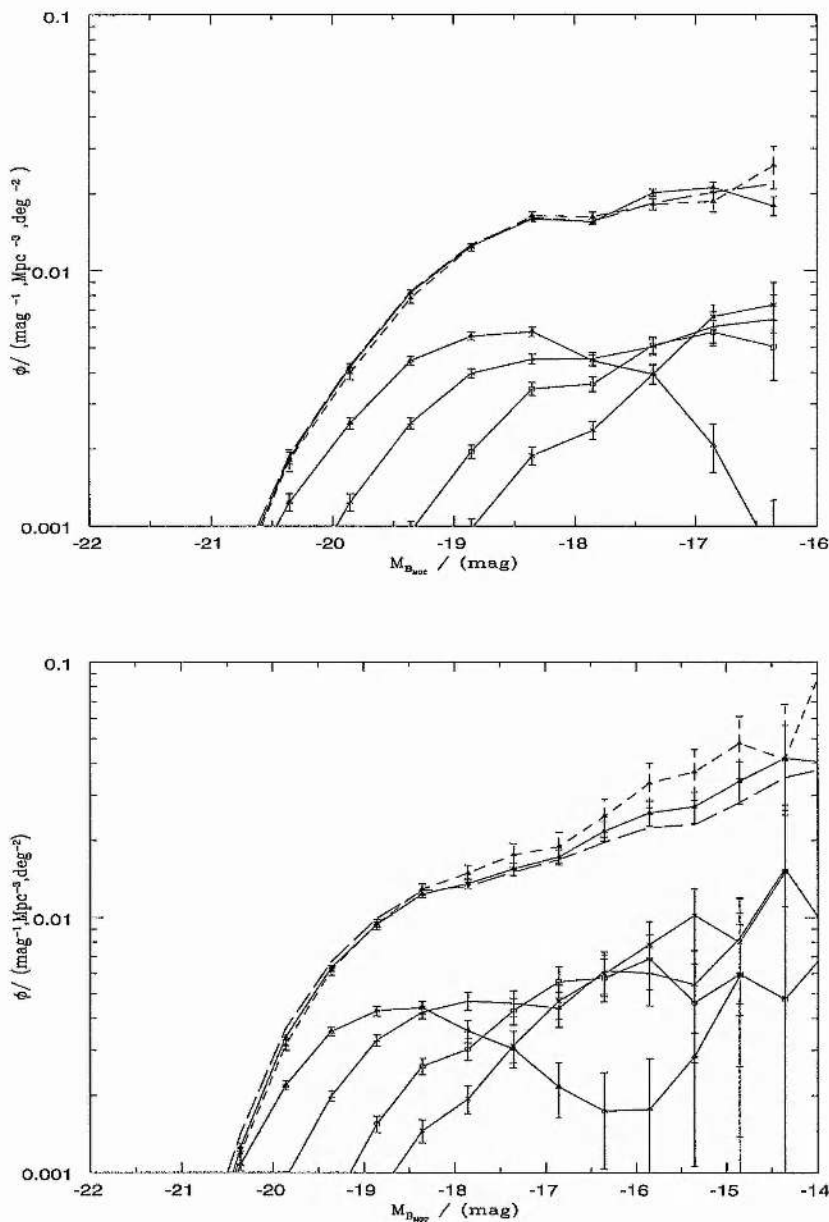 0.1
0.01
0.001
ϕ/ (mag ⁻¹ ,Mpc ⁻³ ,deg ⁻²)
-22 -21 -20 -19 -18 -17 -16
M / (mag)
0.1
0.01
0.001
ϕ/ (mag⁻¹,Mpc⁻³,deg⁻²)
-22 -21 -20 -19 -18 -17 -16 -15 -14
M / (mag)